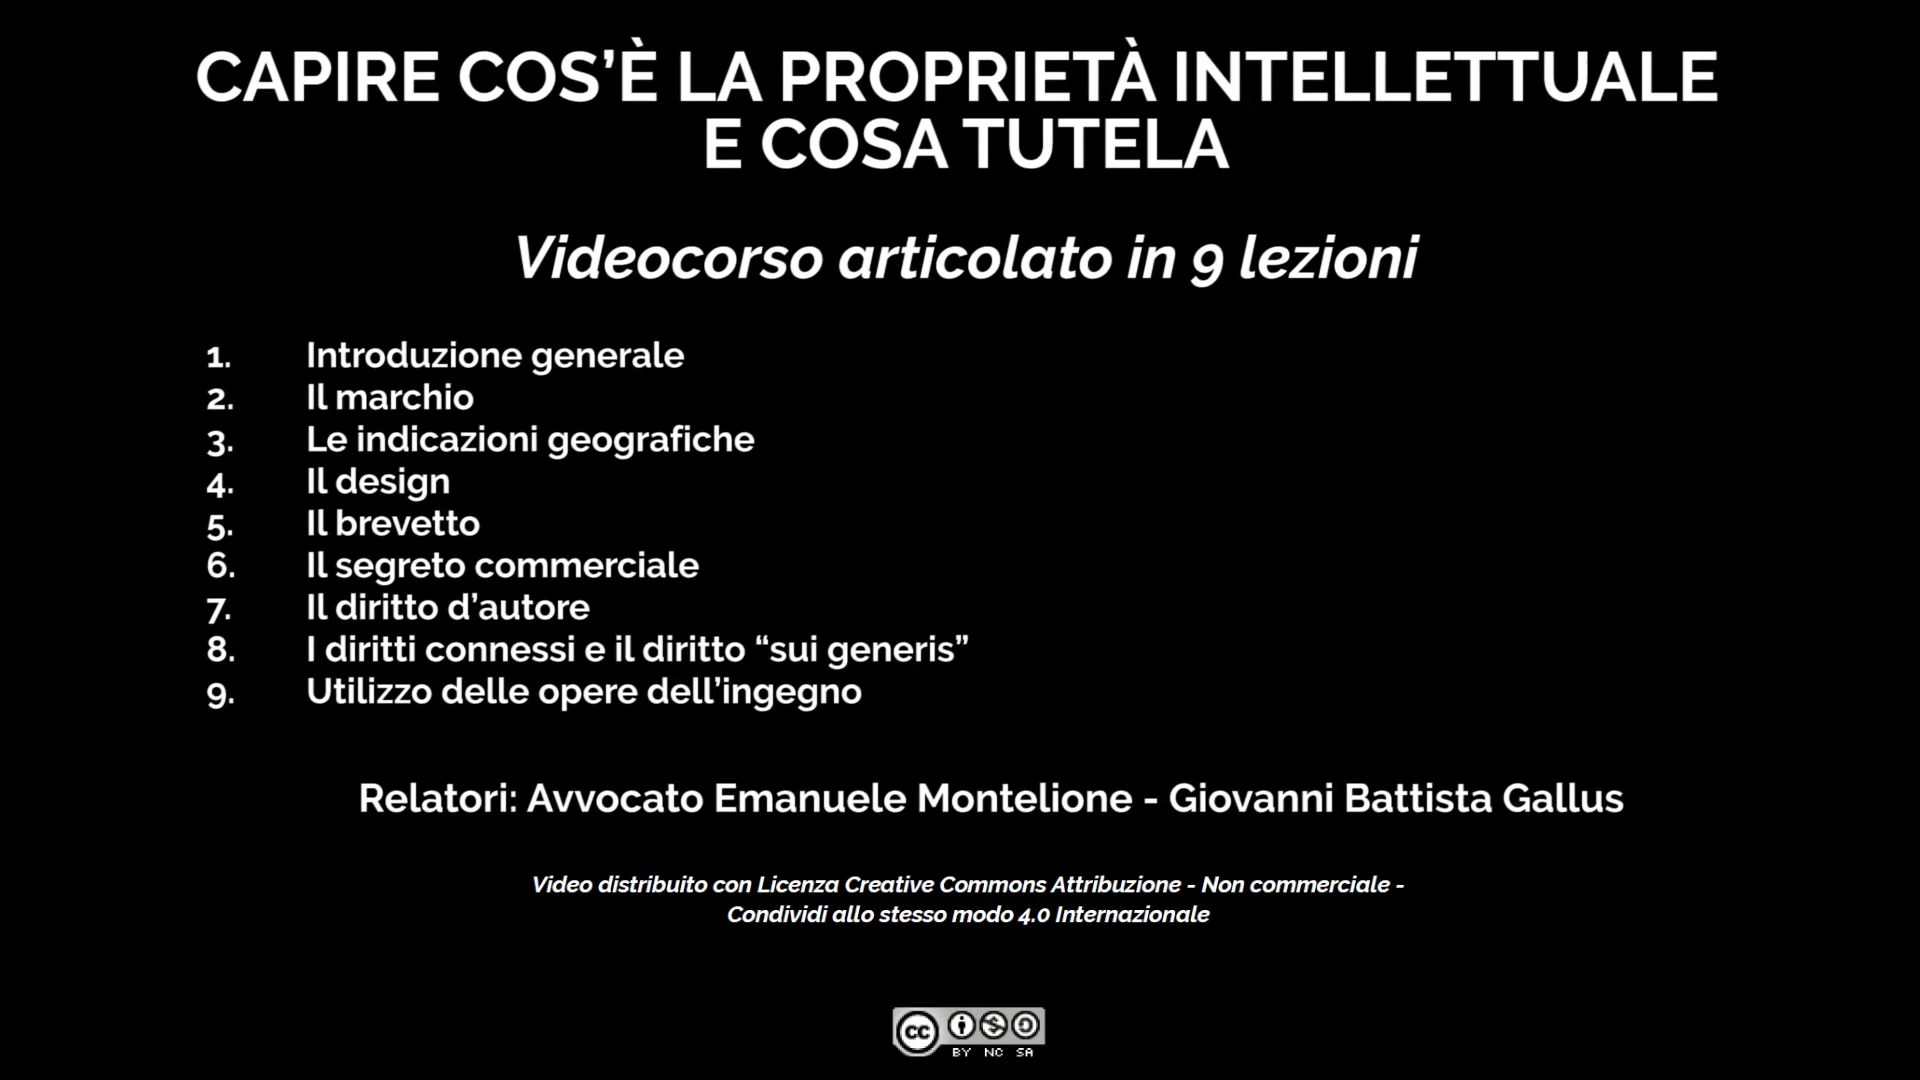 CAPIRE COS’È LA PROPRIETÀ INTELLETTUALE
E COSA TUTELA
Videocorso articolato in 9 lezioni
1. Introduzione generale
2. Il marchio
3. Le indicazioni geografiche
4. Il design
5. Il brevetto
6. Il segreto commerciale
7. Il diritto d’autore
8. I diritti connessi e il diritto “sui generis”
9. Utilizzo delle opere dell’ingegno
Relatori: Avvocato Emanuele Montelione - Giovanni Battista Gallus
Video distribuito con Licenza Creative Commons Attribuzione - Non commerciale -
Condividi allo stesso modo 4.0 Internazionale
cc
BY NC SA